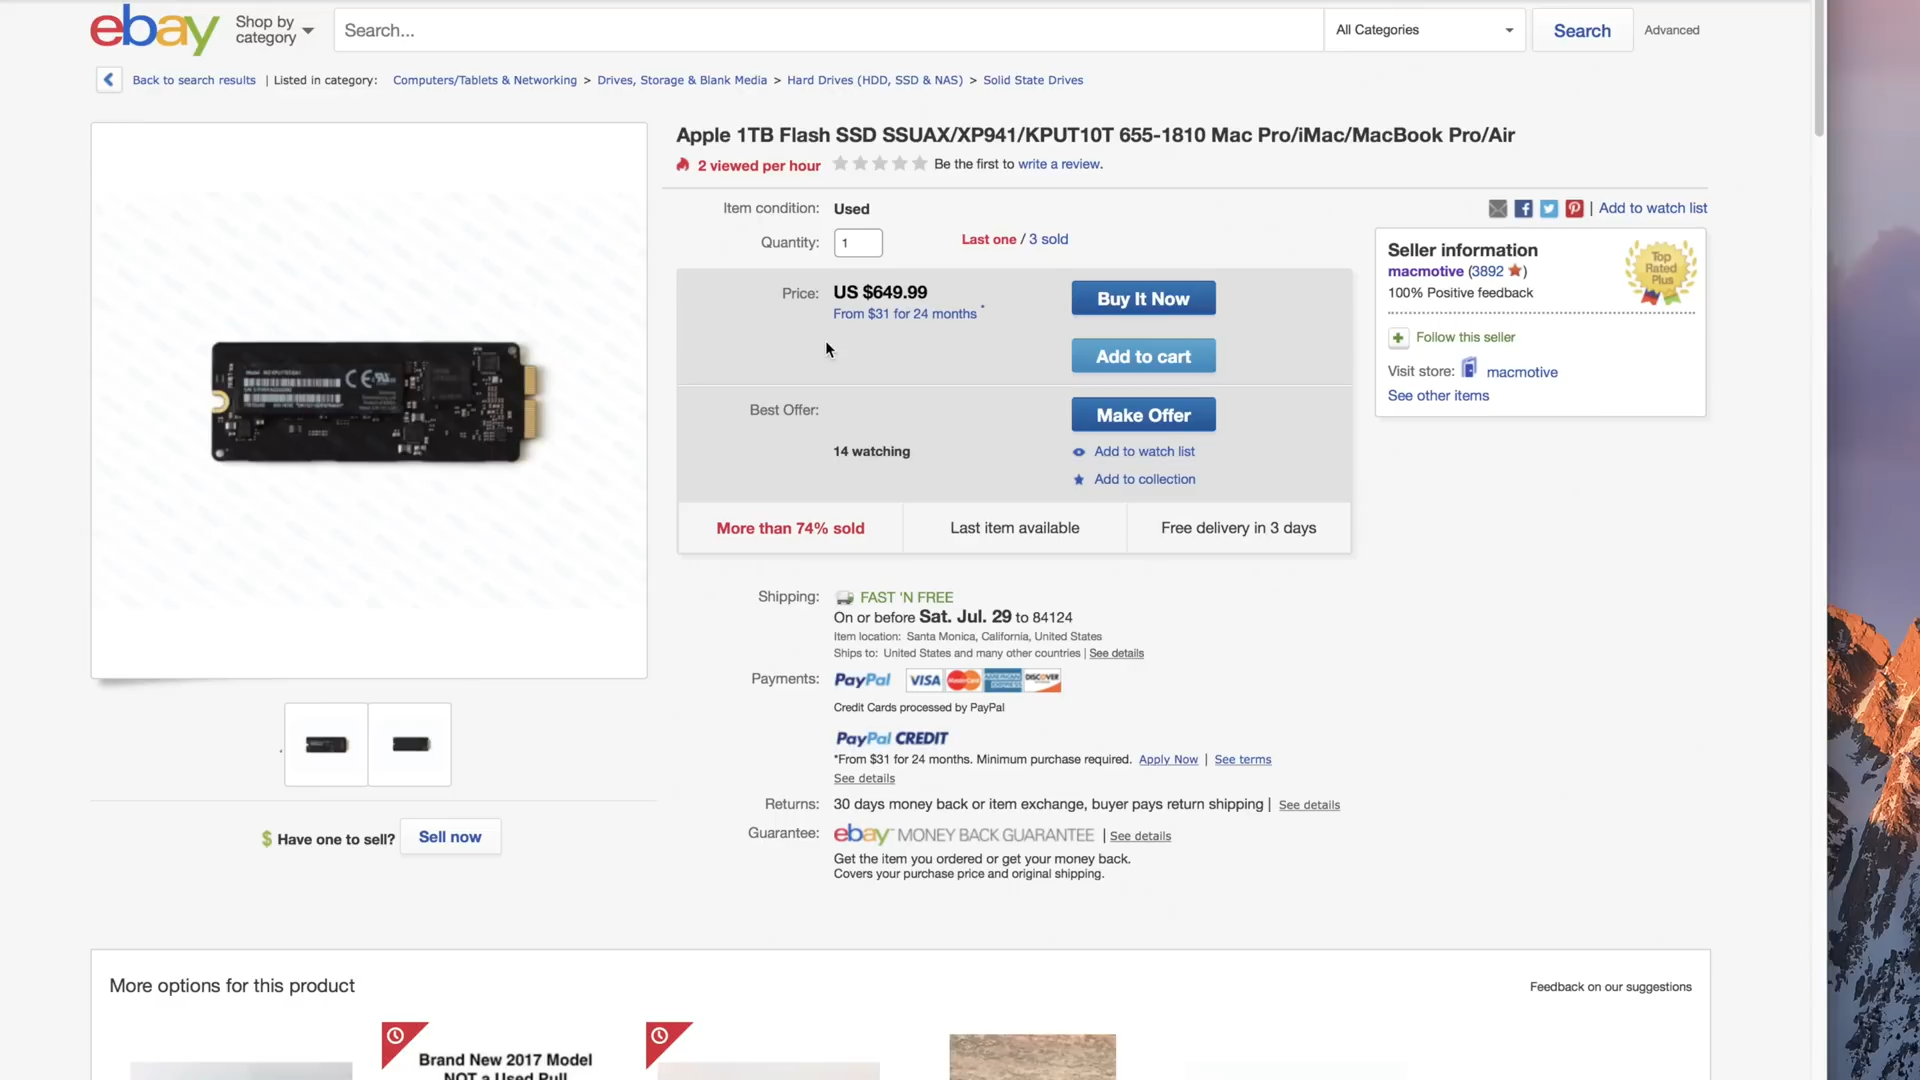 ebay
Shop by
category
Search...
All Categories
Search
Advanced
Back to search results | Listed in category: Computers/Tablets & Networking > Drives, Storage & Blank Media > Hard Drives (HDD, SSD & NAS) > Solid State Drives
Apple 1TB Flash SSD SSUAX/XP941/KPUT10T 655-1810 Mac Pro/iMac/MacBook Pro/Air
2 viewed per hour
Be the first to write a review.
Item condition: Used
Quantity: 1
Last one / 3 sold
Price: US $649.99
From $31 for 24 months *
Buy It Now
Add to cart
Best Offer:
Make Offer
14 watching
Add to watch list
Add to collection
More than 74% sold
Last item available
Free delivery in 3 days
| Add to watch list
Seller information
macmotive (3892)
100% Positive feedback
Top
Rated
Plus
Follow this seller
Visit store: macmotive
See other items
Shipping: FAST 'N FREE
On or before Sat. Jul. 29 to 84124
Item location: Santa Monica, California, United States
Ships to: United States and many other countries | See details
Payments: PayPal VISA MasterCard AMERICAN EXPRESS DISCOVER
Credit Cards processed by PayPal
PayPal CREDIT
*From $31 for 24 months. Minimum purchase required. Apply Now | See terms
See details
Returns: 30 days money back or item exchange, buyer pays return shipping | See details
Guarantee: ebay MONEY BACK GUARANTEE | See details
Get the item you ordered or get your money back.
Covers your purchase price and original shipping.
$ Have one to sell? Sell now
More options for this product
Feedback on our suggestions
Brand New 2017 Model
NOT a Used Pull